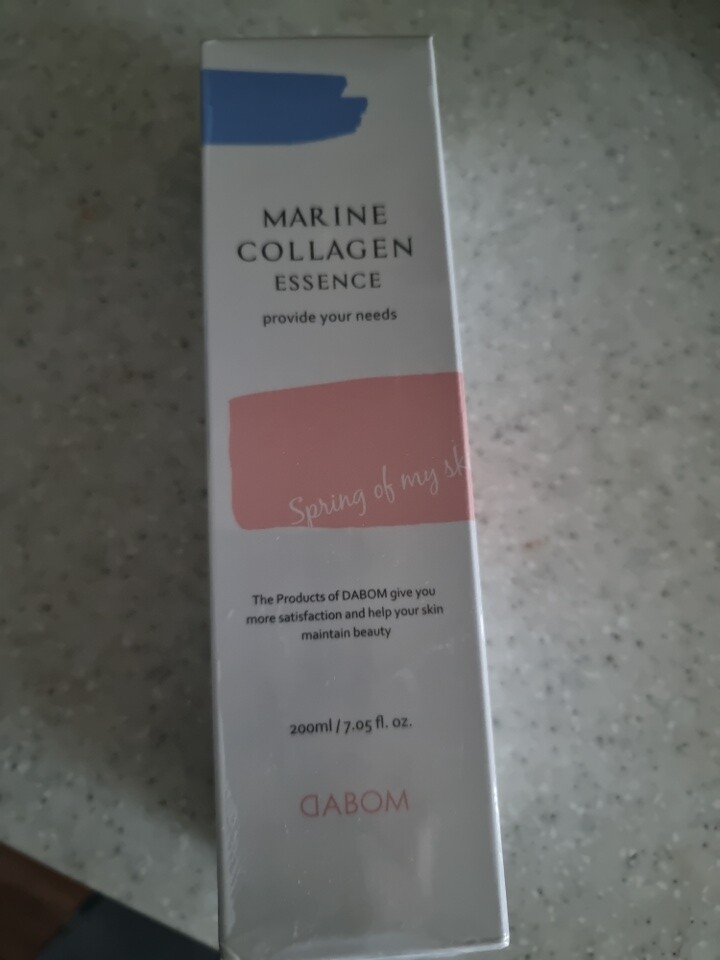 MARINE
COLLAGEN
ESSENCE
provide your needs
Spring of my sk
The Products of DABOM give you
more satisfaction and help your skin
maintain beauty
200ml / 7.05 fl. oz.
DABOM